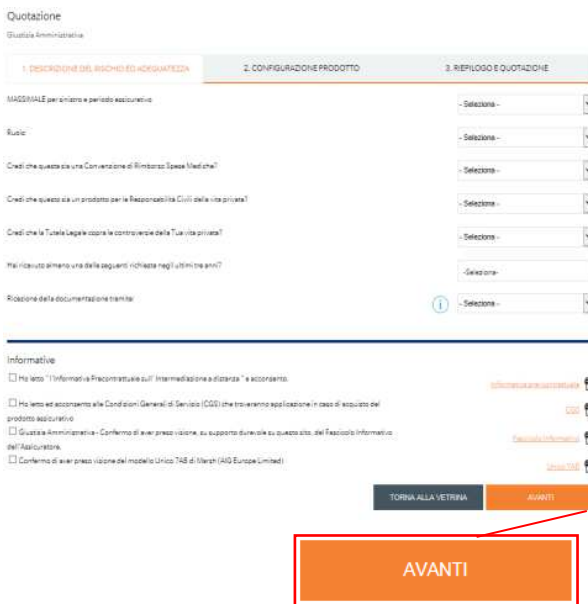 Quotazione
Giustizia Amministrativa
1. DESCRIZIONE DEL RISCHIO ED ADEGUATEZZA
2. CONFIGURAZIONE PRODOTTO
3. RIEPILOGO E QUOTAZIONE
MASSIMALE per sinistro e periodo assicurativo
- Seleziona -
Ruolo
- Seleziona -
Credi che questa sia una Convenzione di Rimborso Spese Mediche?
- Seleziona -
Credi che questo sia un prodotto per la Responsabilità Civili della vita privata?
- Seleziona -
Credi che la Tutela Legale copra le controversie della Tua vita privata?
- Seleziona -
Hai ricevuto almeno una delle seguenti richieste negli ultimi tre anni?
-Seleziona-
Ricezione della documentazione tramite:
i
- Seleziona -
Informative
Ho letto "l'Informativa Precontrattuale sull' Intermediazione a distanza " e acconsento.
Informativa precontrattuale
Ho letto ed acconsento alle Condizioni Generali di Servizio (CGS) che troveranno applicazione in caso di acquisto del
prodotto assicurativo
CGS
Giustizia Amministrativa - Confermo di aver preso visione, su supporto durevole su questo sito, del Fascicolo Informativo
dell'Assicuratore.
Fascicolo Informativo
Confermo di aver preso visione del modello Unico 7AB di Marsh (AIG Europe Limited)
Unico 7AB
TORNA ALLA VETRINA
AVANTI
AVANTI